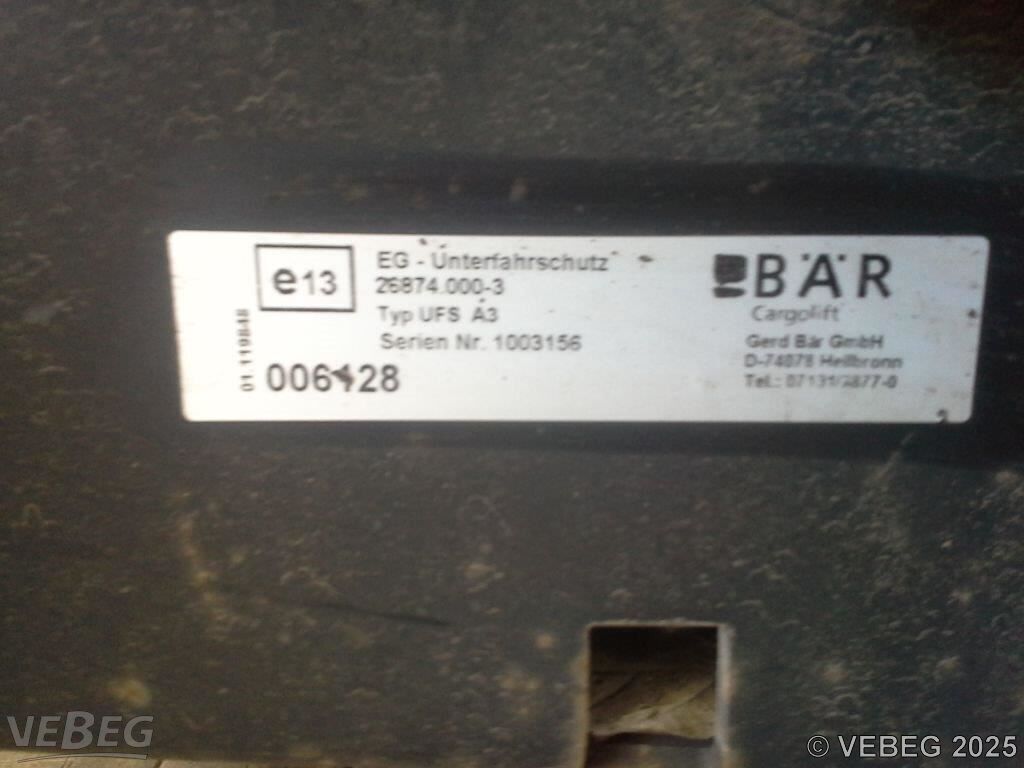 e13
EG - Unterfahrschutz
26874.000-3
Typ UFS A3
Serien Nr. 1003156
01.119848
BÄR
Cargolift
Gerd Bär GmbH
D-74078 Heilbronn
VEBEG
© VEBEG 2025